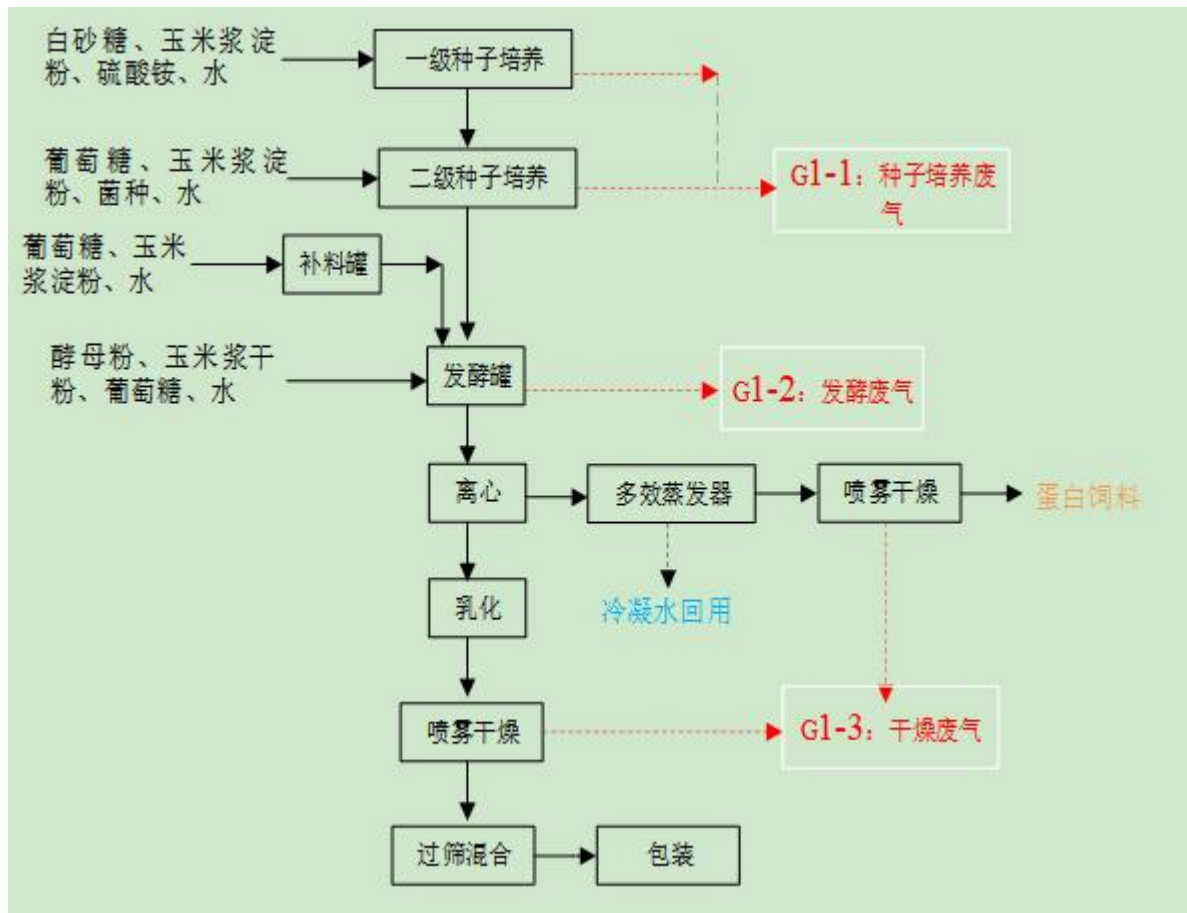 白砂糖、玉米浆淀
粉、硫酸铵、水
一级种子培养
葡萄糖、玉米浆淀
粉、菌种、水
二级种子培养
G1-1：种子培养废
气
葡萄糖、玉米
浆淀粉、水
补料罐
酵母粉、玉米浆干
粉、葡萄糖、水
发酵罐
G1-2：发酵废气
离心
多效蒸发器
喷雾干燥
蛋白饲料
乳化
冷凝水回用
喷雾干燥
G1-3：干燥废气
过筛混合
包装